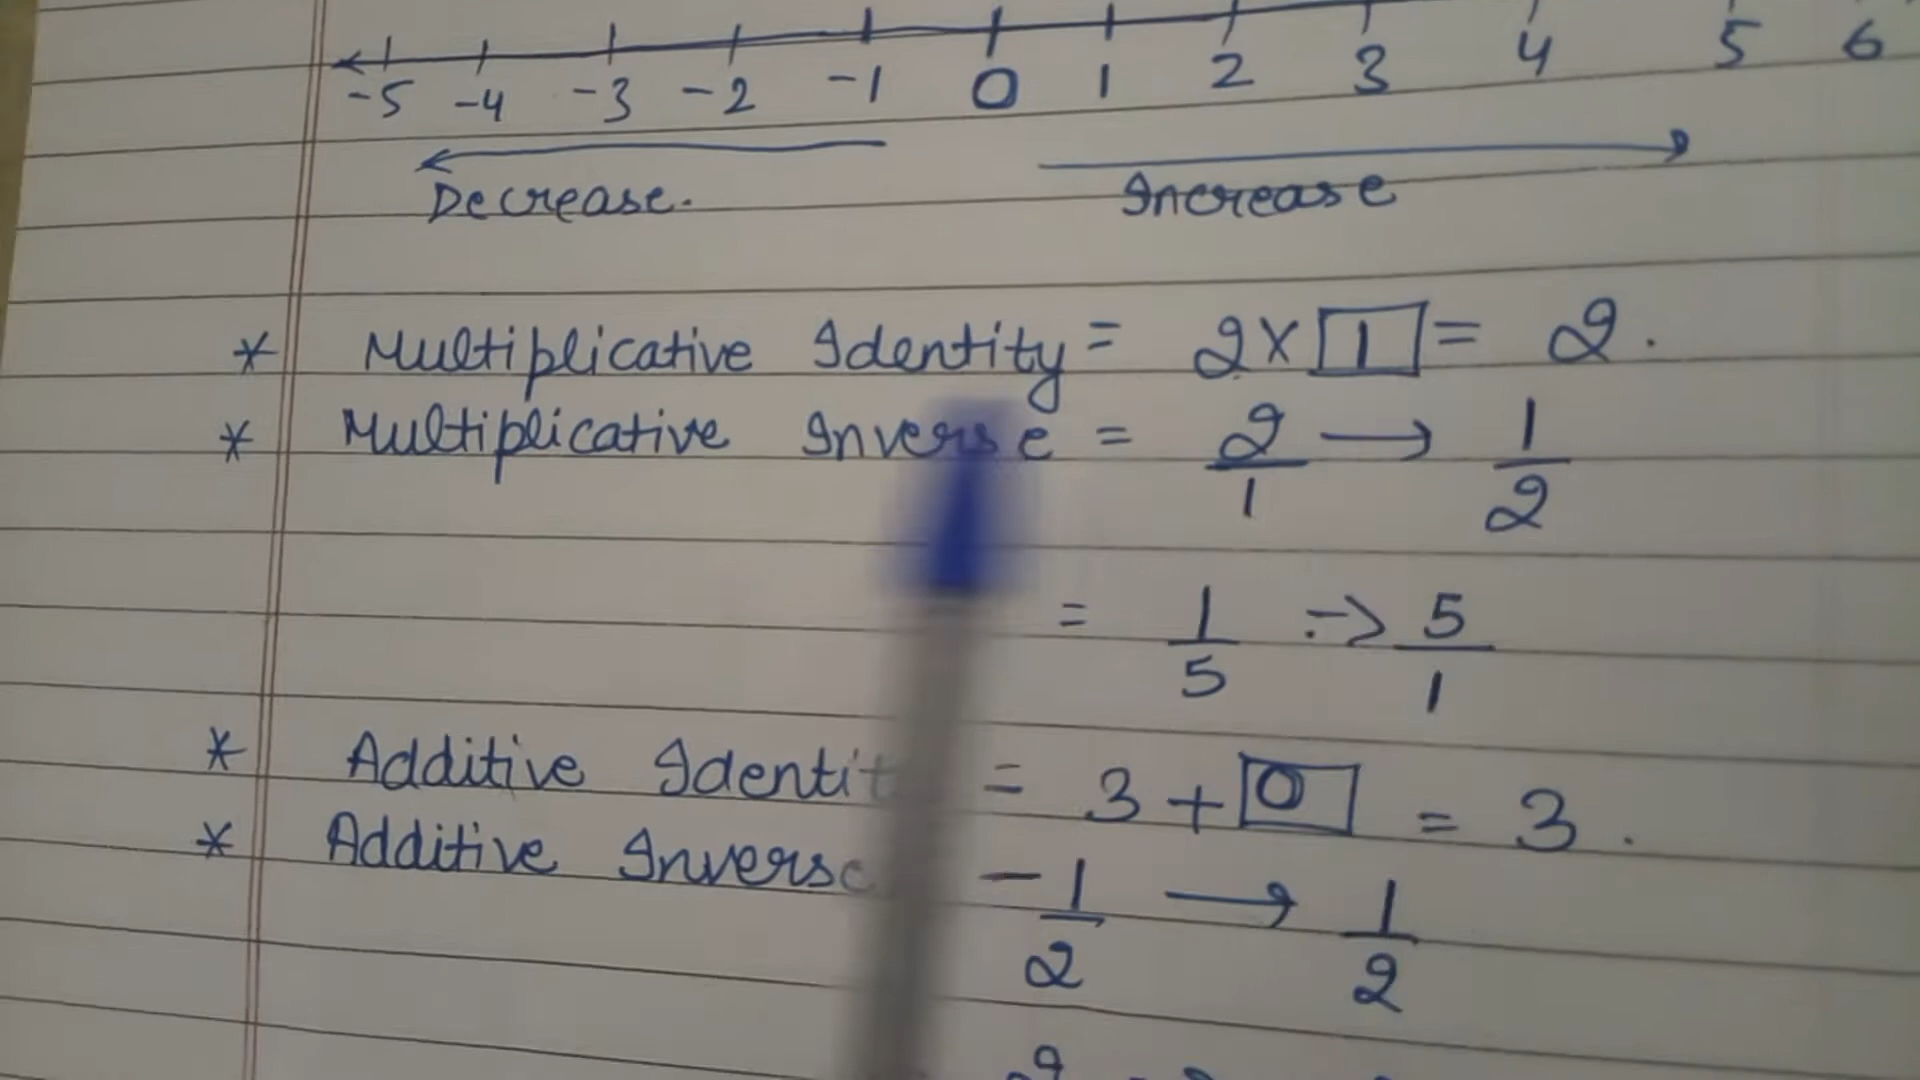 -5 -4 -3 -2 -1 0 1 2 3 4 5 6
Decrease. Increase
* Multiplicative Identity = 2 × 1 = 2.
* Multiplicative Inverse = 2/1 → 1/2
= 1/5 → 5/1
* Additive = 3 + 0 = 3.
* Additive Inverse -1/2 → 1/2